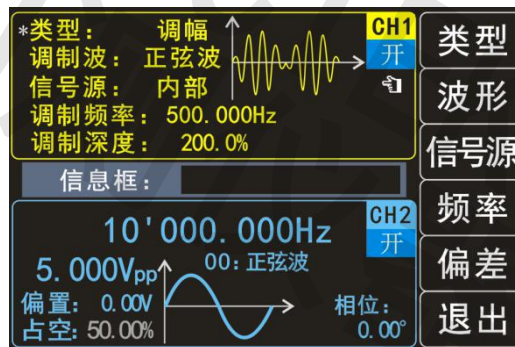 *类型： 调幅
CH1
开
调制波： 正弦波
信号源： 内部
调制频率： 500.000Hz
调制深度： 200.0%
信息框：
10'000.000Hz
CH2
开
5.000Vpp
00:正弦波
偏置: 0.00V
占空: 50.00%
相位:
0.00°
类型
波形
信号源
频率
偏差
退出